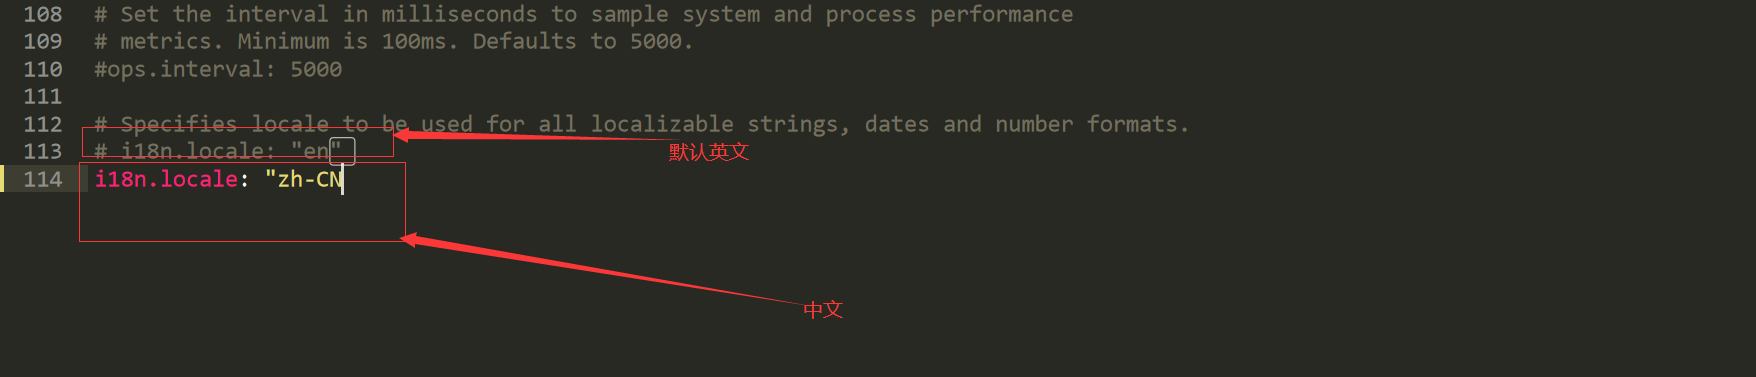 108 # Set the interval in milliseconds to sample system and process performance
109 # metrics. Minimum is 100ms. Defaults to 5000.
110 #ops.interval: 5000
111
112 # Specifies locale to be used for all localizable strings, dates and number formats.
113 # i18n.locale: "en"
默认英文
114 i18n.locale: "zh-CN
中文